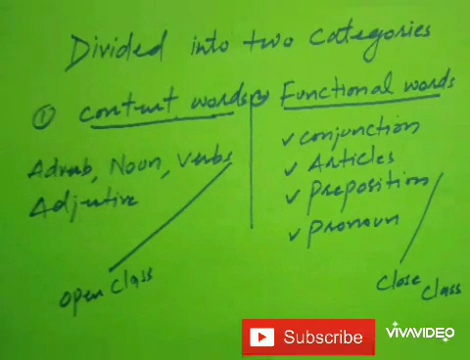 Divided into two categories
① content words
Adveb, Noun, Verbs
Adjective
open class
② Functional words
✓ conjunction
✓ Articles
✓ Preposition
✓ pronoun
Close class
Subscribe
VIVAVIDEO